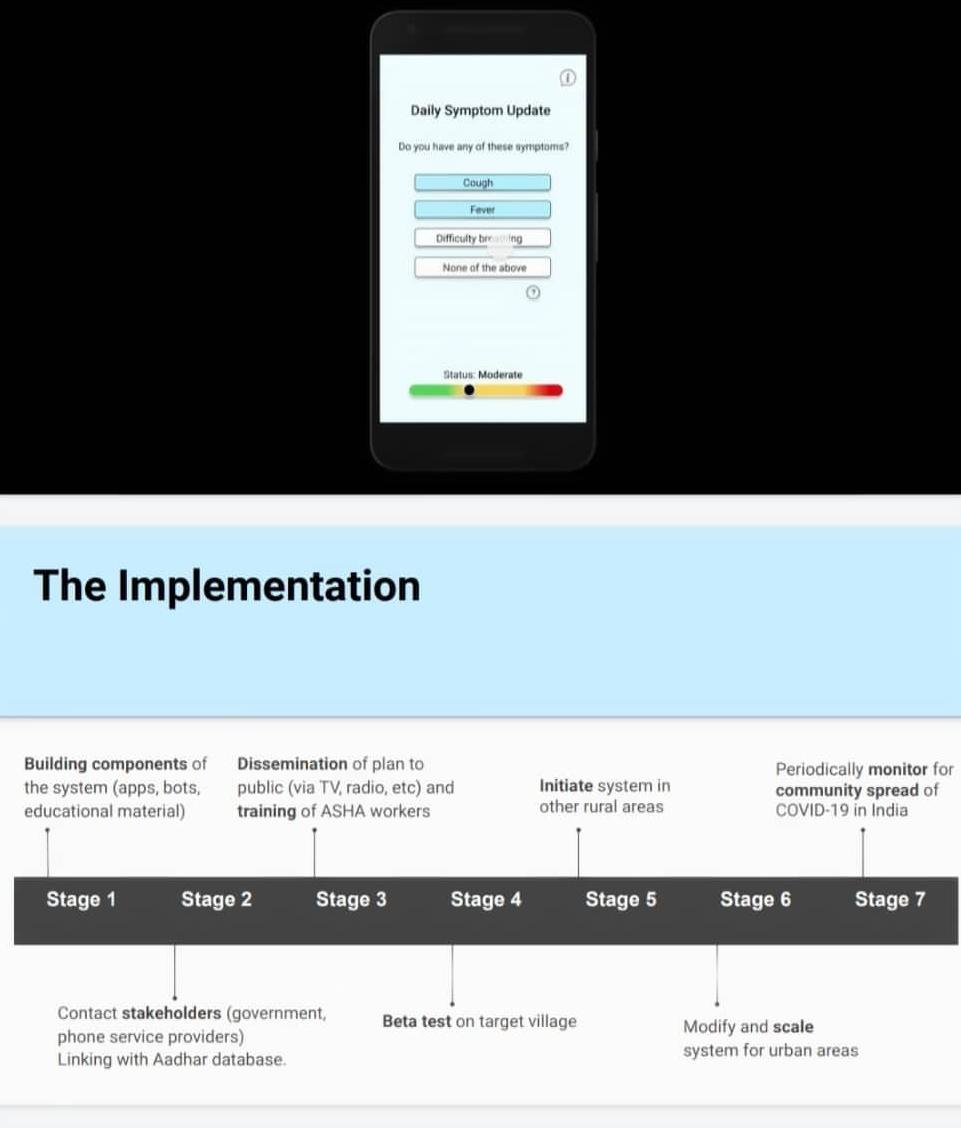 Daily Symptom Update
Do you have any of these symptoms?
Cough
Fever
Difficulty breathing
None of the above
Status: Moderate
The Implementation
Building components of
the system (apps, bots,
educational material)
Dissemination of plan to
public (via TV, radio, etc) and
training of ASHA workers
Initiate system in
other rural areas
Periodically monitor for
community spread of
COVID-19 in India
Stage 1
Stage 2
Stage 3
Stage 4
Stage 5
Stage 6
Stage 7
Contact stakeholders (government,
phone service providers)
Linking with Aadhar database.
Beta test on target village
Modify and scale
system for urban areas